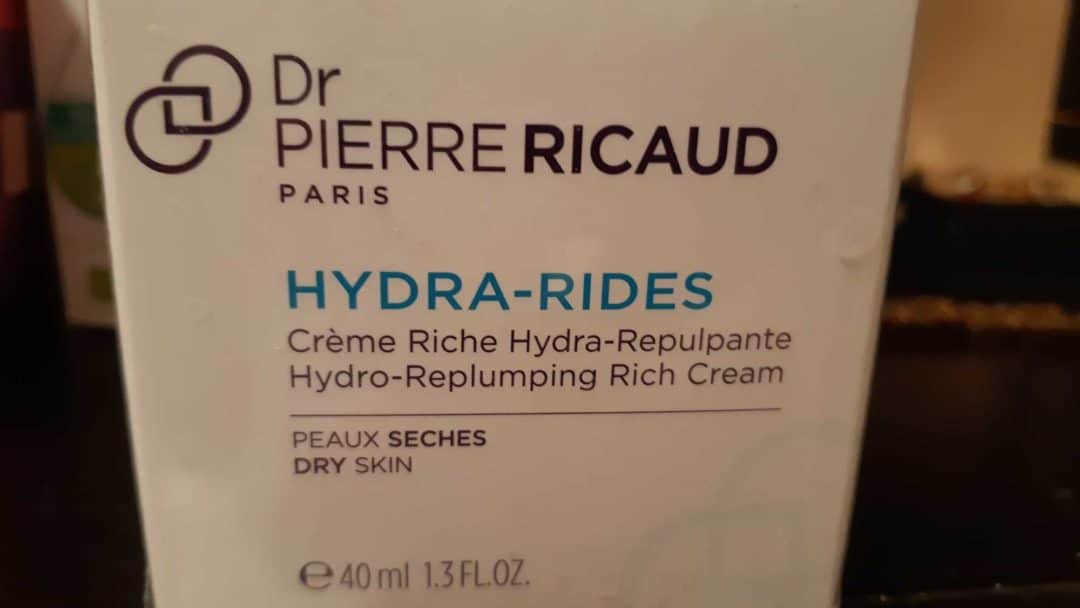 Dr
PIERRE RICAUD
PARIS
HYDRA-RIDES
Crème Riche Hydra-Repulpante
Hydro-Replumping Rich Cream
PEAUX SECHES
DRY SKIN
℮ 40 ml 1.3 FL.OZ.